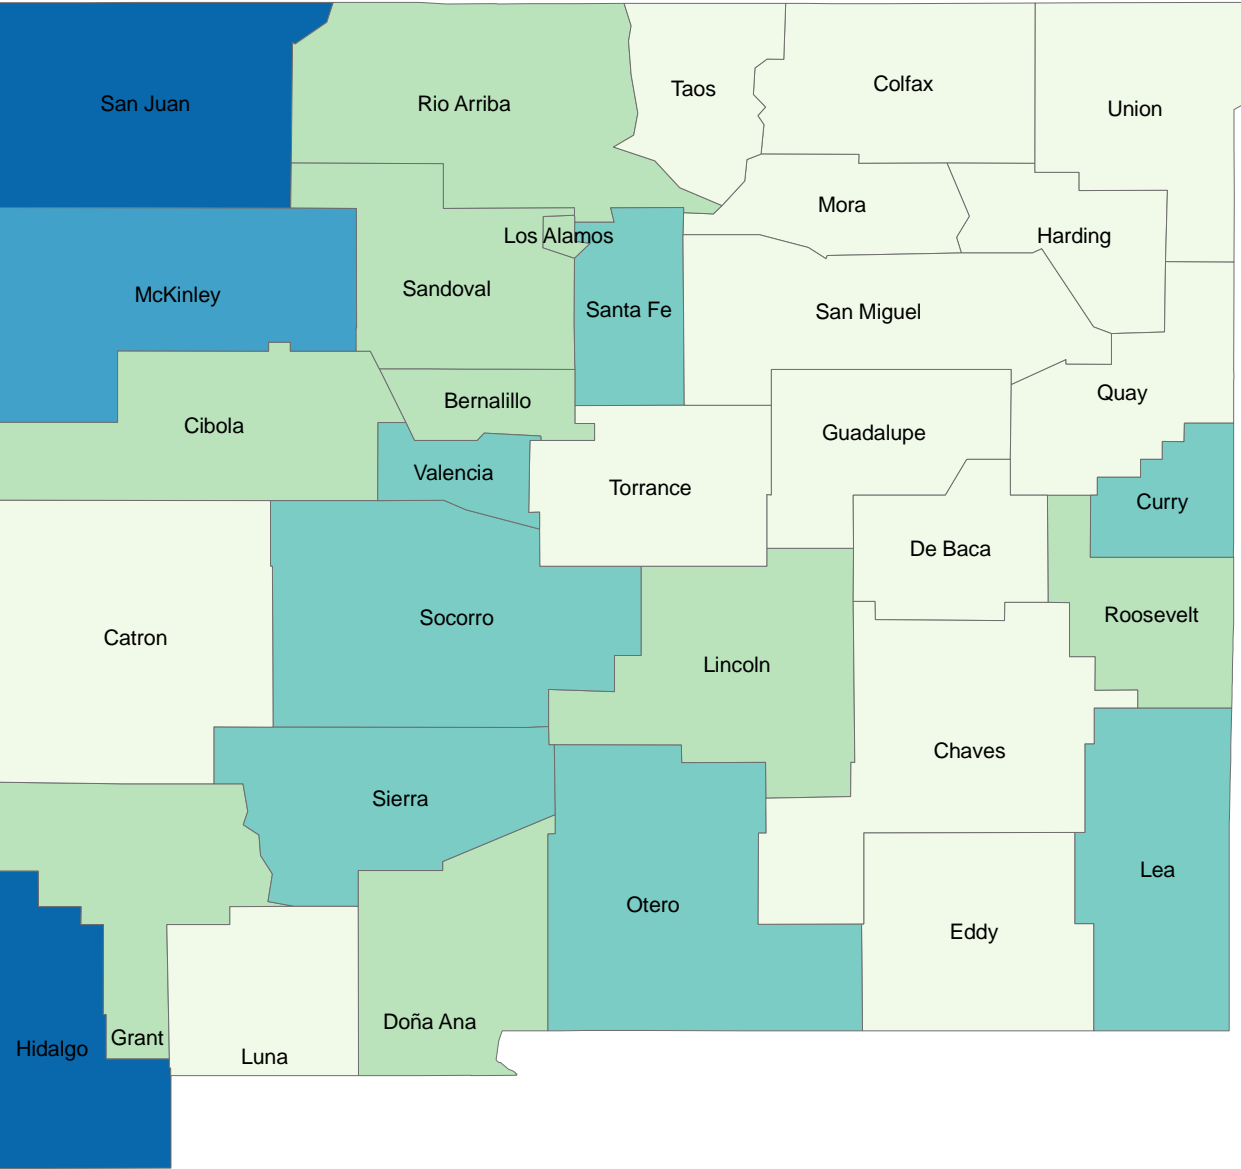 Taos
Colfax
San Juan
Rio Arriba
Union
Mora
Los Alamos
Harding
Sandoval
McKinley
Santa Fe
San Miguel
Quay
Bernalillo
Cibola
Guadalupe
Valencia
Torrance
Curry
De Baca
Roosevelt
Socorro
Catron
Lincoln
Chaves
Sierra
Lea
Otero
Eddy
Doña Ana
Grant
Hidalgo
Luna